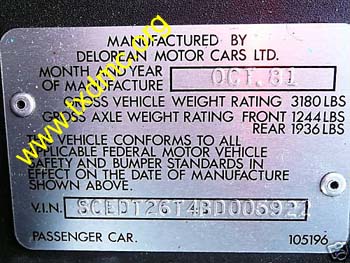 MANUFACTURED BY
DELOREAN MOTOR CARS LTD.
MONTH AND YEAR
OF MANUFACTURE OCT.81
GROSS VEHICLE WEIGHT RATING 3180 LBS
GROSS AXLE WEIGHT RATING FRONT 1244 LBS
REAR 1936 LBS
THIS VEHICLE CONFORMS TO ALL
APPLICABLE FEDERAL MOTOR VEHICLE
SAFETY AND BUMPER STANDARDS IN
EFFECT ON THE DATE OF MANUFACTURE
SHOWN ABOVE.
V.I.N.
PASSENGER CAR. 105196